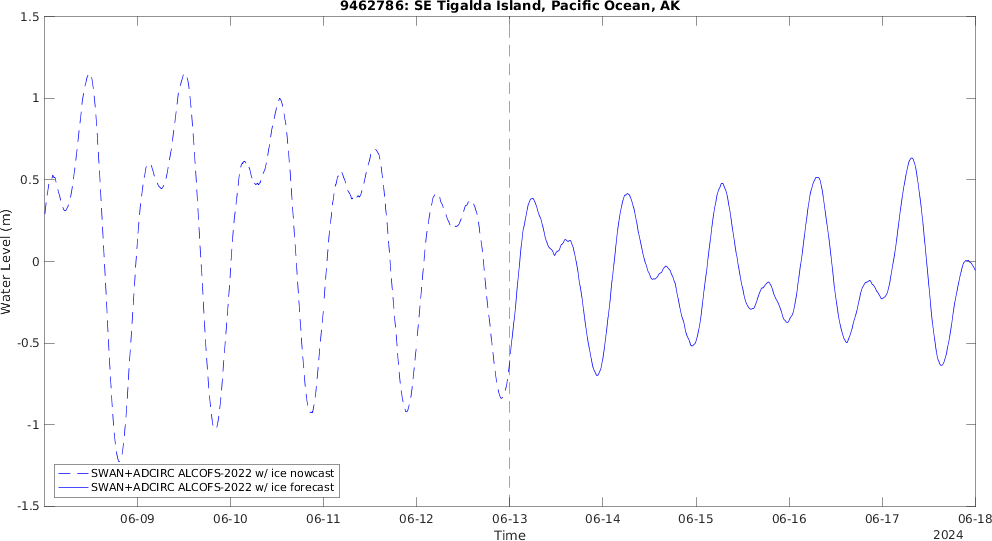 9462786: SE Tigalda Island, Pacific Ocean, AK
1.5
1
0.5
0
-0.5
-1
-1.5
Water Level (m)
SWAN+ADCIRC ALCOFS-2022 w/ ice nowcast
SWAN+ADCIRC ALCOFS-2022 w/ ice forecast
06-09 06-10 06-11 06-12 06-13 06-14 06-15 06-16 06-17 06-18
Time
2024